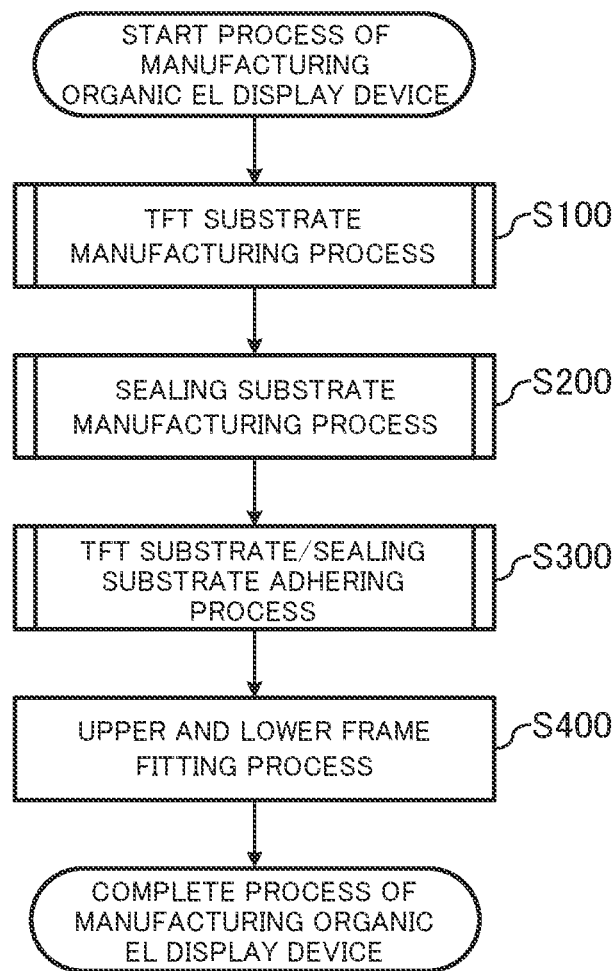 START PROCESS OF
MANUFACTURING
ORGANIC EL DISPLAY DEVICE
TFT SUBSTRATE
MANUFACTURING PROCESS
S100
SEALING SUBSTRATE
MANUFACTURING PROCESS
S200
TFT SUBSTRATE/SEALING
SUBSTRATE ADHERING
PROCESS
S300
UPPER AND LOWER FRAME
FITTING PROCESS
S400
COMPLETE PROCESS OF
MANUFACTURING ORGANIC
EL DISPLAY DEVICE